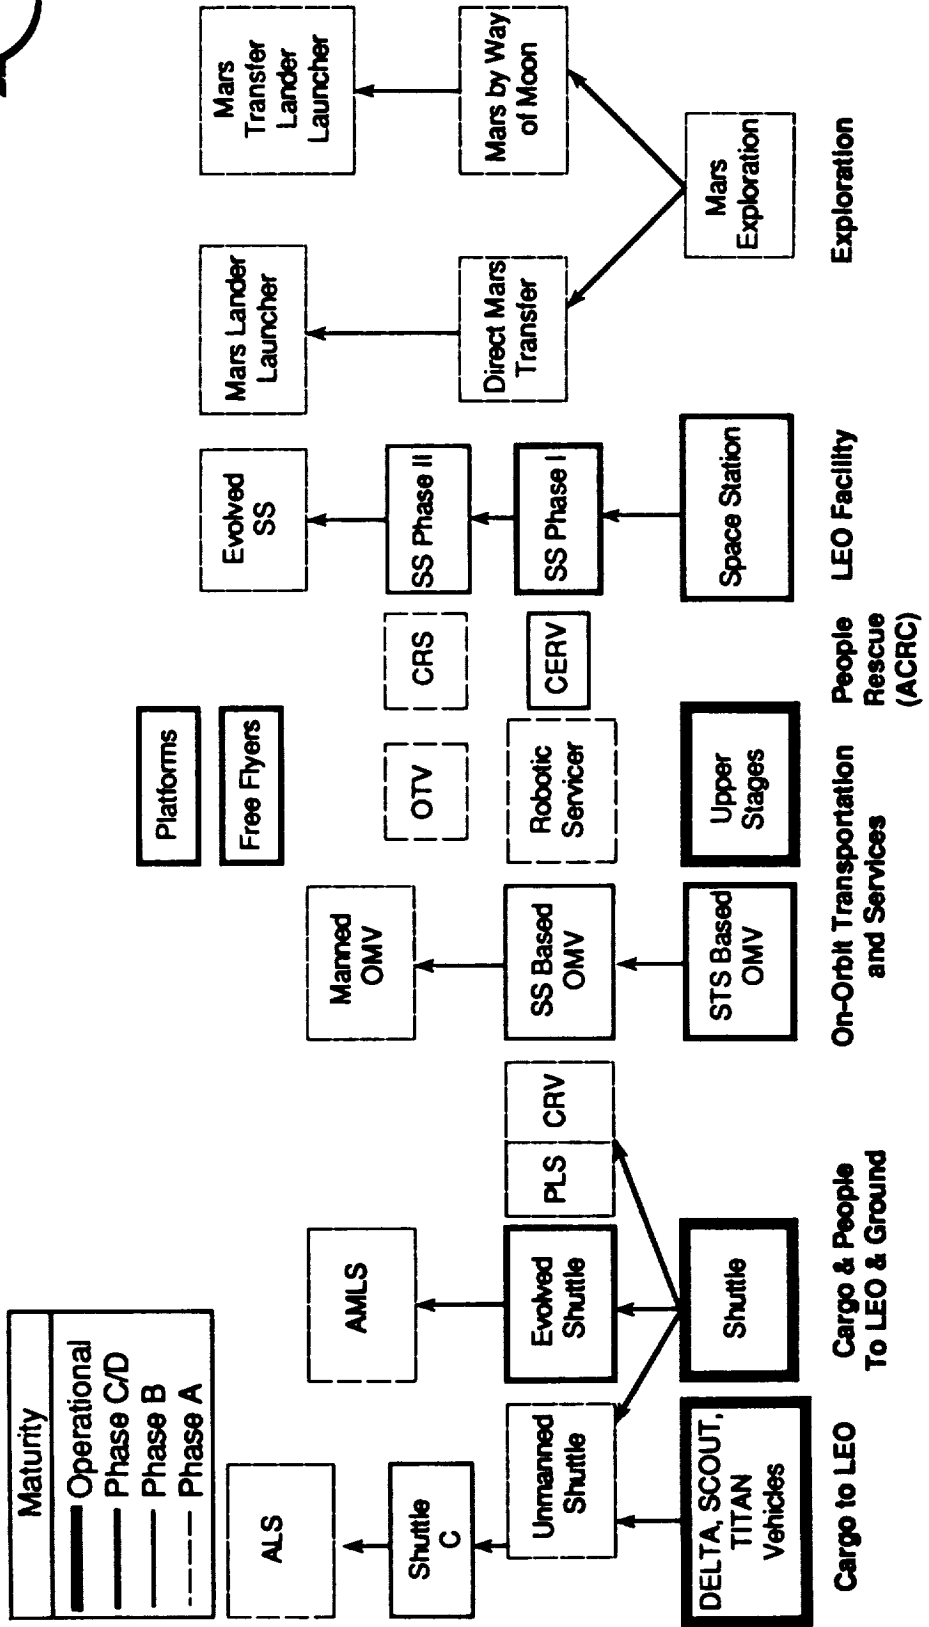 Maturity
Operational
Phase C/D
Phase B
Phase A
ALS
Shuttle
C
Unmanned
Shuttle
DELTA, SCOUT,
TITAN
Vehicles
Cargo to LEO
AMLS
Evolved
Shuttle
PLS
CRV
Shuttle
Cargo & People
To LEO & Ground
Manned
OMV
SS Based
OMV
STS Based
OMV
Platforms
Free Flyers
OTV
Robotic
Servicer
Upper
Stages
On-Orbit Transportation
and Services
CRS
CERV
People
Rescue
(ACRC)
Evolved
SS
SS Phase II
SS Phase I
Space Station
LEO Facility
Mars Lander
Launcher
Mars
Transfer
Lander
Launcher
Direct Mars
Transfer
Mars by Way
of Moon
Mars
Exploration
Exploration